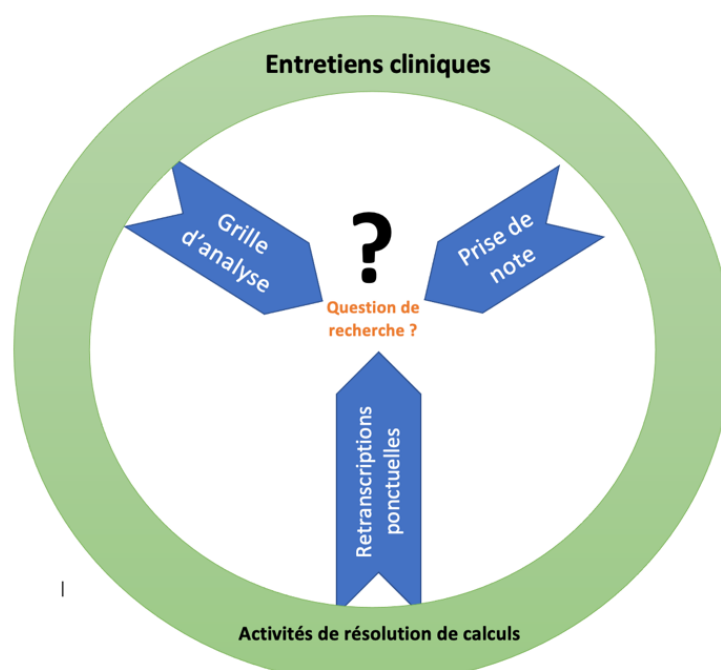 Entretiens cliniques
Grille
d'analyse
?
Prise de
note
Question de
recherche ?
Retranscriptions
ponctuelles
Activités de résolution de calculs